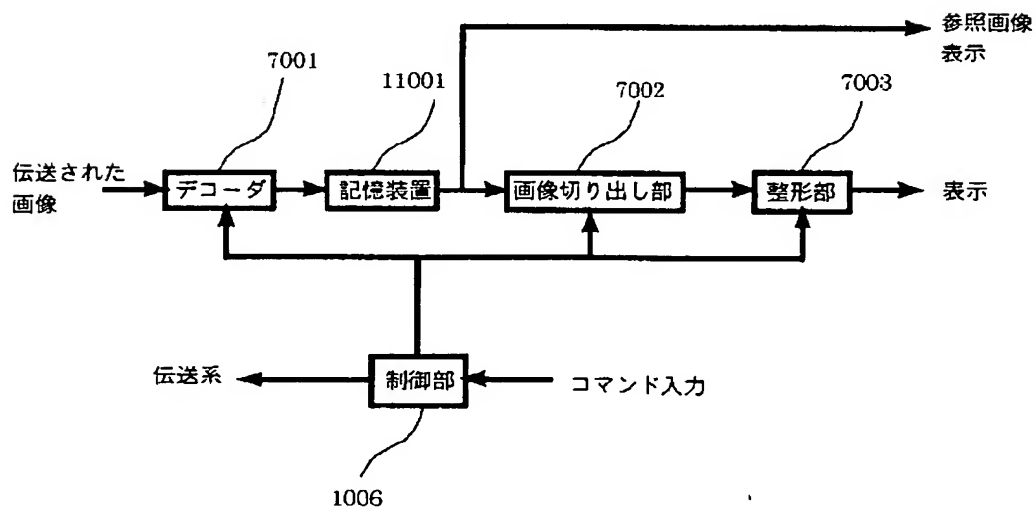 参照画像
表示
7001
11001
7002
7003
伝送された
画像
デコーダ
記憶装置
画像切り出し部
整形部
表示
伝送系
制御部
コマンド入力
1006